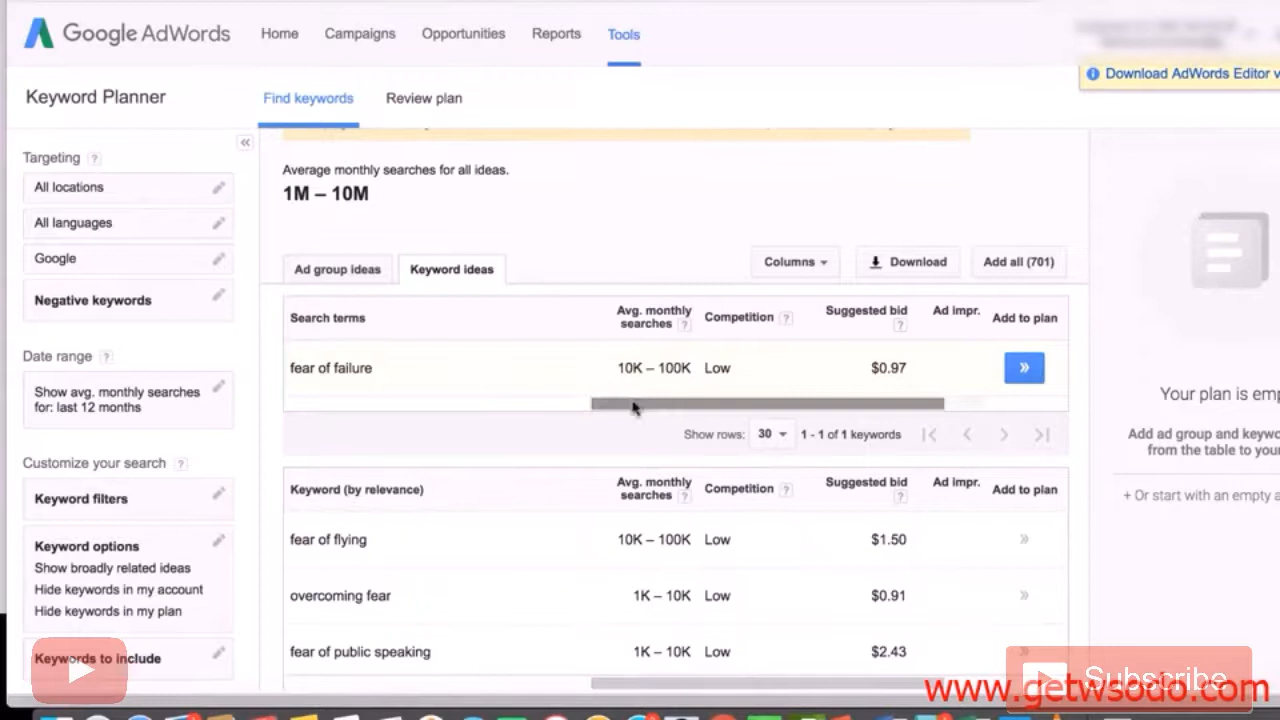 Google AdWords Home Campaigns Opportunities Reports Tools
Download AdWords Editor v
Keyword Planner Find keywords Review plan
«
Targeting ?
All locations
All languages
Google
Negative keywords
Date range ?
Show avg. monthly searches
for: last 12 months
Customize your search ?
Keyword filters
Keyword options
Show broadly related ideas
Hide keywords in my account
Hide keywords in my plan
Keywords to include
Average monthly searches for all ideas.
1M – 10M
Ad group ideas Keyword ideas Columns Download Add all (701)
Search terms Avg. monthly searches ? Competition ? Suggested bid ? Ad impr. Add to plan
fear of failure 10K – 100K Low $0.97 »
Show rows: 30 1 - 1 of 1 keywords
Keyword (by relevance) Avg. monthly searches ? Competition ? Suggested bid ? Ad impr. Add to plan
fear of flying 10K – 100K Low $1.50 »
overcoming fear 1K – 10K Low $0.91 »
fear of public speaking 1K – 10K Low $2.43 »
Your plan is emp
Add ad group and keywo
from the table to your
+ Or start with an empty a
Subscribe
www.getwsodo.com